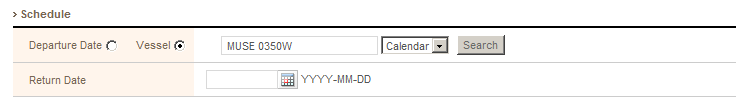 > Schedule
Departure Date Vessel MUSE 0350W Calendar Search
Return Date YYYY-MM-DD